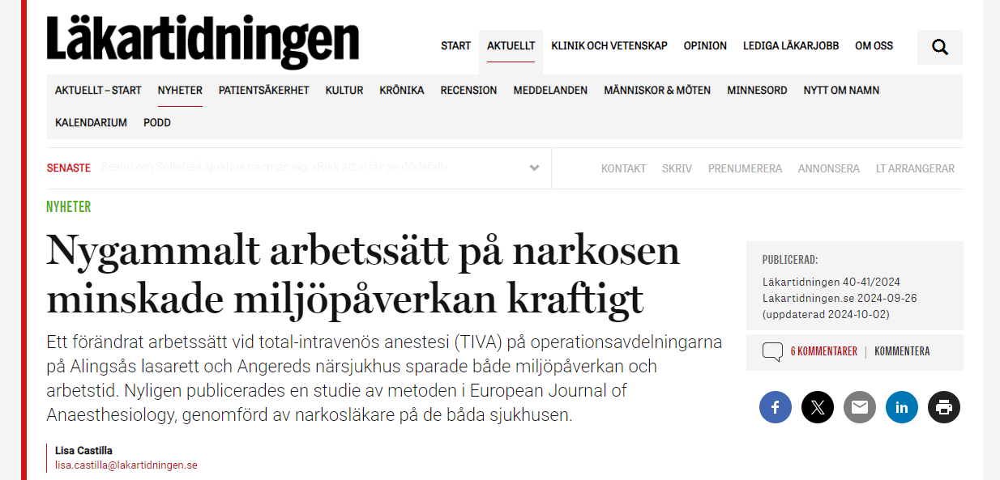 Läkartidningen
START AKTUELLT KLINIK OCH VETENSKAP OPINION LEDIGA LÄKARJOBB OM OSS
AKTUELLT – START NYHETER PATIENTSÄKERHET KULTUR KRÖNIKA RECENSION MEDDELANDEN MÄNNISKOR & MÖTEN MINNESORD NYTT OM NAMN
KALENDARIUM PODD
SENASTE Beslut om Sollefteå sjukhus närmar sig: »Risk att vi får se dödsfall«
KONTAKT SKRIV PRENUMERERA ANNONSERA LT ARRANGERAR
NYHETER
Nygammalt arbetssätt på narkosen
minskade miljöpåverkan kraftigt
Ett förändrat arbetssätt vid total-intravenös anestesi (TIVA) på operationsavdelningarna
på Alingsås lasarett och Angereds närsjukhus sparade både miljöpåverkan och
arbetstid. Nyligen publicerades en studie av metoden i European Journal of
Anaesthesiology, genomförd av narkosläkare på de båda sjukhusen.
Lisa Castilla
lisa.castilla@lakartidningen.se
PUBLICERAD:
Läkartidningen 40-41/2024
Lakartidningen.se 2024-09-26
(uppdaterad 2024-10-02)
6 KOMMENTARER | KOMMENTERA